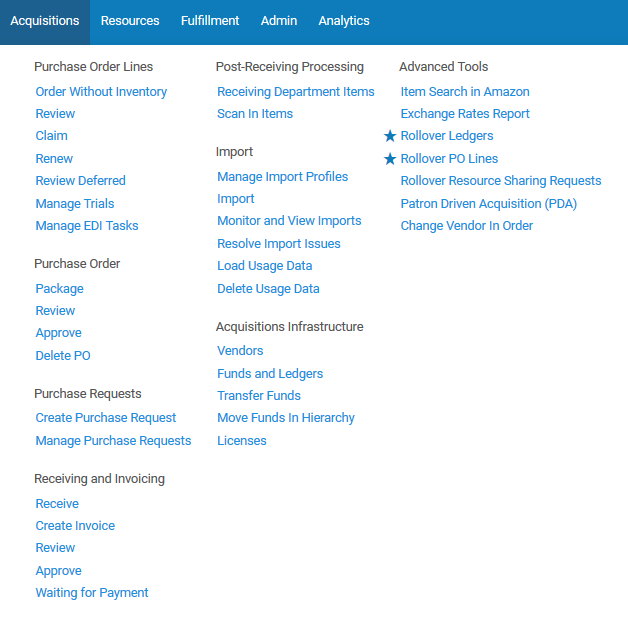 Acquisitions Resources Fulfillment Admin Analytics
Purchase Order Lines
Order Without Inventory
Review
Claim
Renew
Review Deferred
Manage Trials
Manage EDI Tasks
Purchase Order
Package
Review
Approve
Delete PO
Purchase Requests
Create Purchase Request
Manage Purchase Requests
Receiving and Invoicing
Receive
Create Invoice
Review
Approve
Waiting for Payment
Post-Receiving Processing
Receiving Department Items
Scan In Items
Import
Manage Import Profiles
Import
Monitor and View Imports
Resolve Import Issues
Load Usage Data
Delete Usage Data
Acquisitions Infrastructure
Vendors
Funds and Ledgers
Transfer Funds
Move Funds In Hierarchy
Licenses
Advanced Tools
Item Search in Amazon
Exchange Rates Report
Rollover Ledgers
Rollover PO Lines
Rollover Resource Sharing Requests
Patron Driven Acquisition (PDA)
Change Vendor In Order